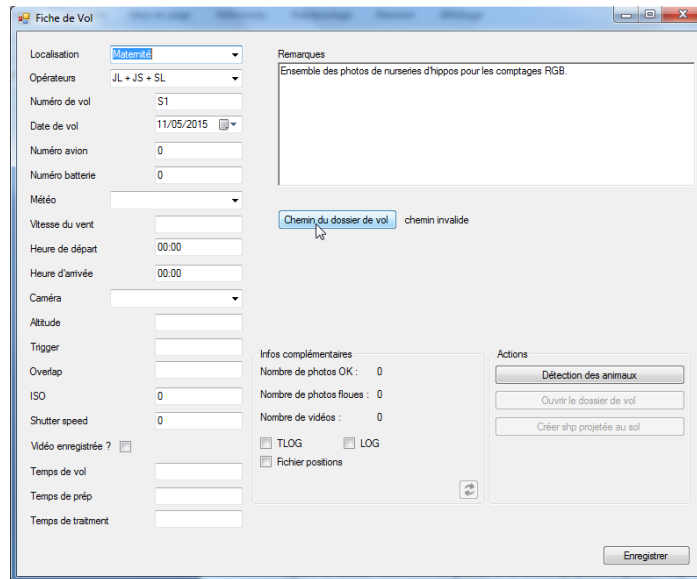 Fiche de Vol
Localisation Maternité
Opérateurs JL + JS + SL
Numéro de vol S1
Date de vol 11/05/2015
Numéro avion 0
Numéro batterie 0
Météo
Vitesse du vent
Heure de départ 00:00
Heure d'arrivée 00:00
Caméra
Altitude
Trigger
Overlap
ISO 0
Shutter speed 0
Vidéo enregistrée ?
Temps de vol
Temps de prép
Temps de traitment
Remarques
Ensemble des photos de nurseries d'hippos pour les comptages RGB.
Chemin du dossier de vol chemin invalide
Infos complémentaires
Nombre de photos OK : 0
Nombre de photos floues : 0
Nombre de vidéos : 0
TLOG LOG
Fichier positions
Actions
Détection des animaux
Ouvrir le dossier de vol
Créer shp projetée au sol
Enregistrer